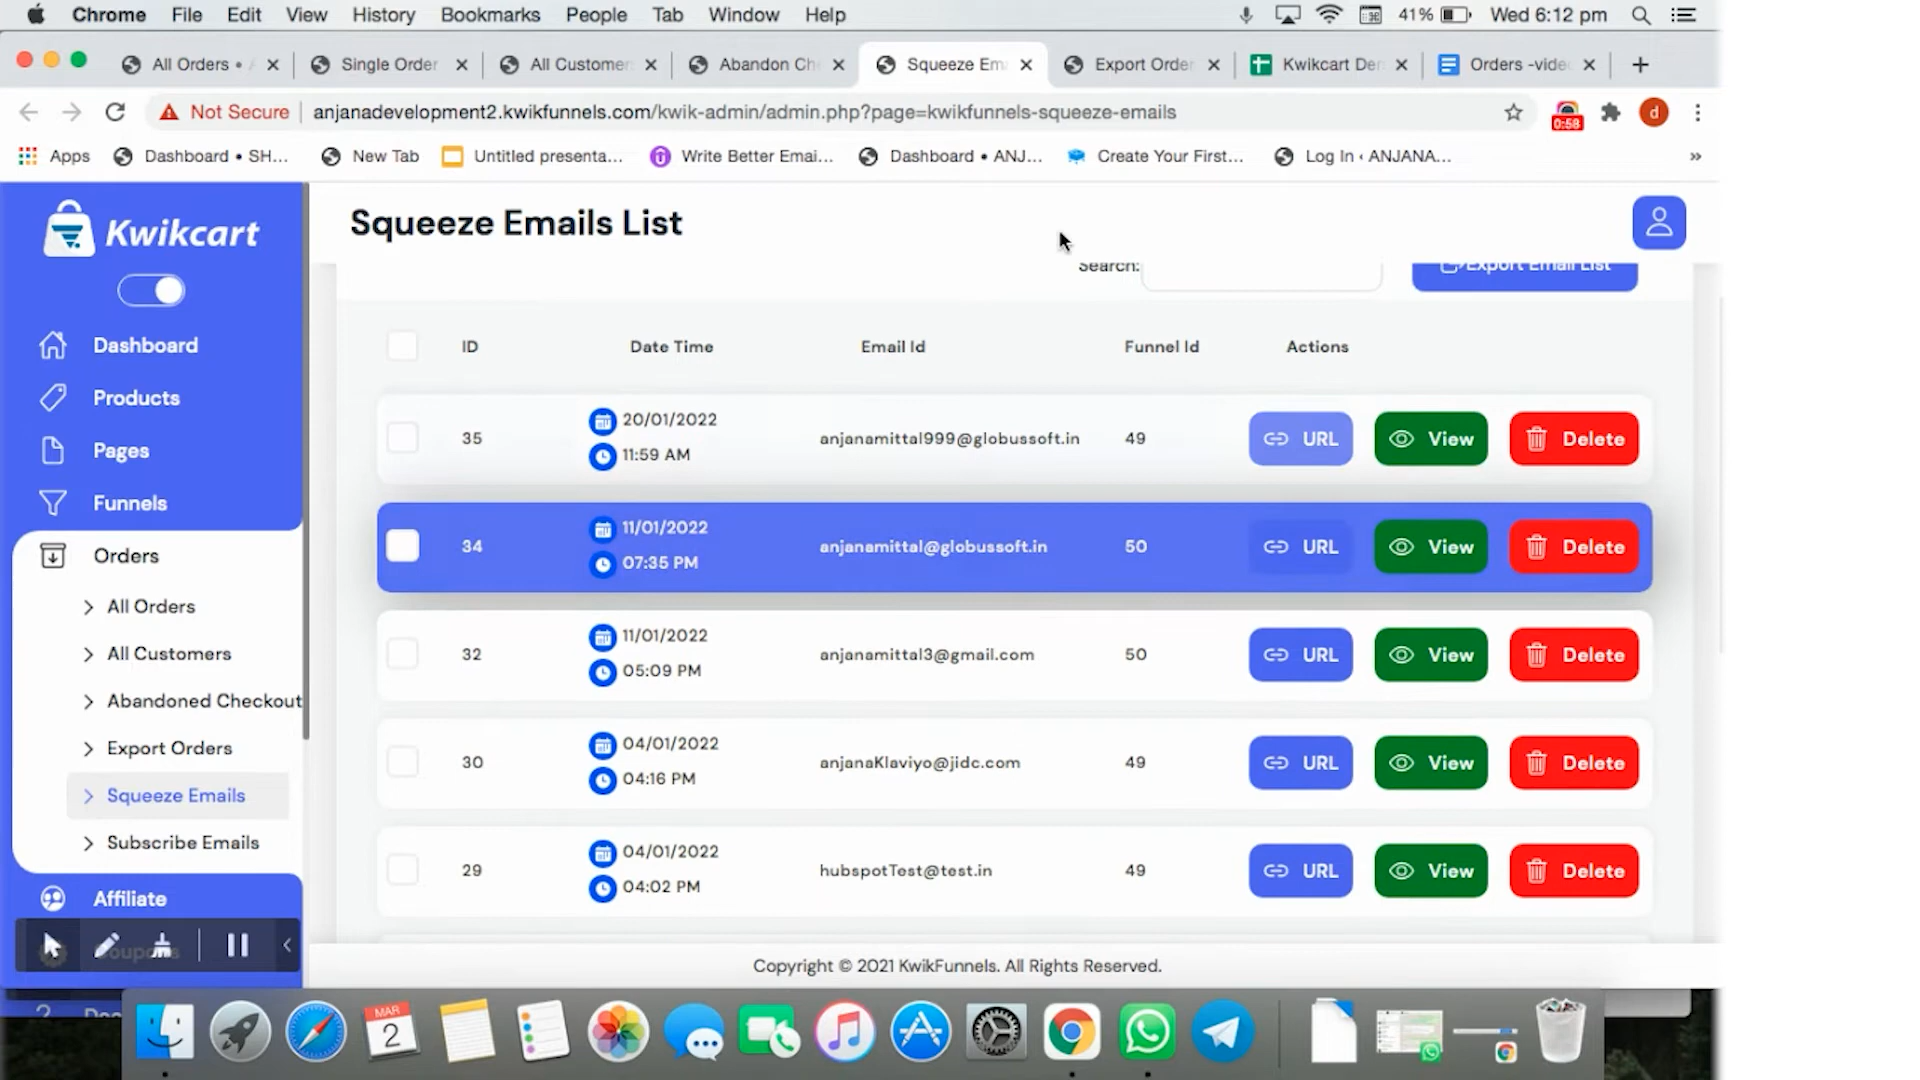 Chrome File Edit View History Bookmarks People Tab Window Help 41% Wed 6:12 pm
All Orders • Single Order All Customer Abandon Ch Squeeze Em Export Order Kwikcart De Orders -vide
Not Secure anjanadevelopment2.kwikfunnels.com/kwik-admin/admin.php?page=kwikfunnels-squeeze-emails 0:58 d
Apps Dashboard • SH... New Tab Untitled presenta... Write Better Emai... Dashboard • ANJ... Create Your First... Log In ‹ ANJANA... »
Kwikcart
Dashboard
Products
Pages
Funnels
Orders
All Orders
All Customers
Abandoned Checkout
Export Orders
Squeeze Emails
Subscribe Emails
Affiliate
Coupons
Squeeze Emails List
Search: Export Email List
ID Date Time Email Id Funnel Id Actions
35 20/01/2022 11:59 AM anjanamittal999@globussoft.in 49 URL View Delete
34 11/01/2022 07:35 PM anjanamittal@globussoft.in 50 URL View Delete
32 11/01/2022 05:09 PM anjanamittal3@gmail.com 50 URL View Delete
30 04/01/2022 04:16 PM anjanaKlaviyo@jidc.com 49 URL View Delete
29 04/01/2022 04:02 PM hubspotTest@test.in 49 URL View Delete
Copyright © 2021 KwikFunnels. All Rights Reserved.
MAR
2